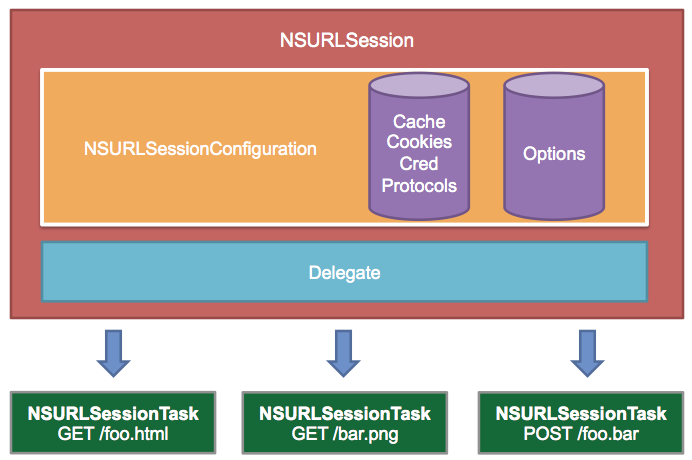 NSURLSession
NSURLSessionConfiguration
Cache
Cookies
Cred
Protocols
Options
Delegate
NSURLSessionTask
GET /foo.html
NSURLSessionTask
GET /bar.png
NSURLSessionTask
POST /foo.bar